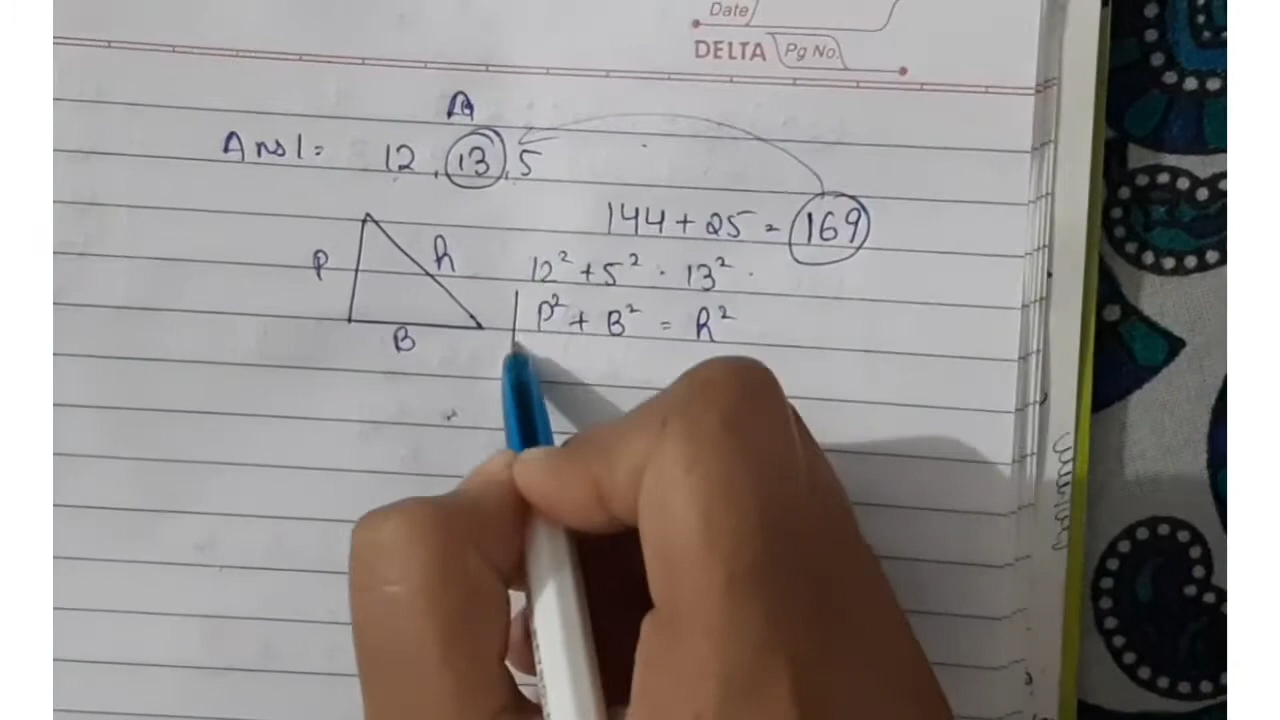 Date
DELTA Pg No.
h
Ans1= 12, 13, 5
144 + 25 = 169
P h 12² + 5² = 13²
P² + B² = h²
B